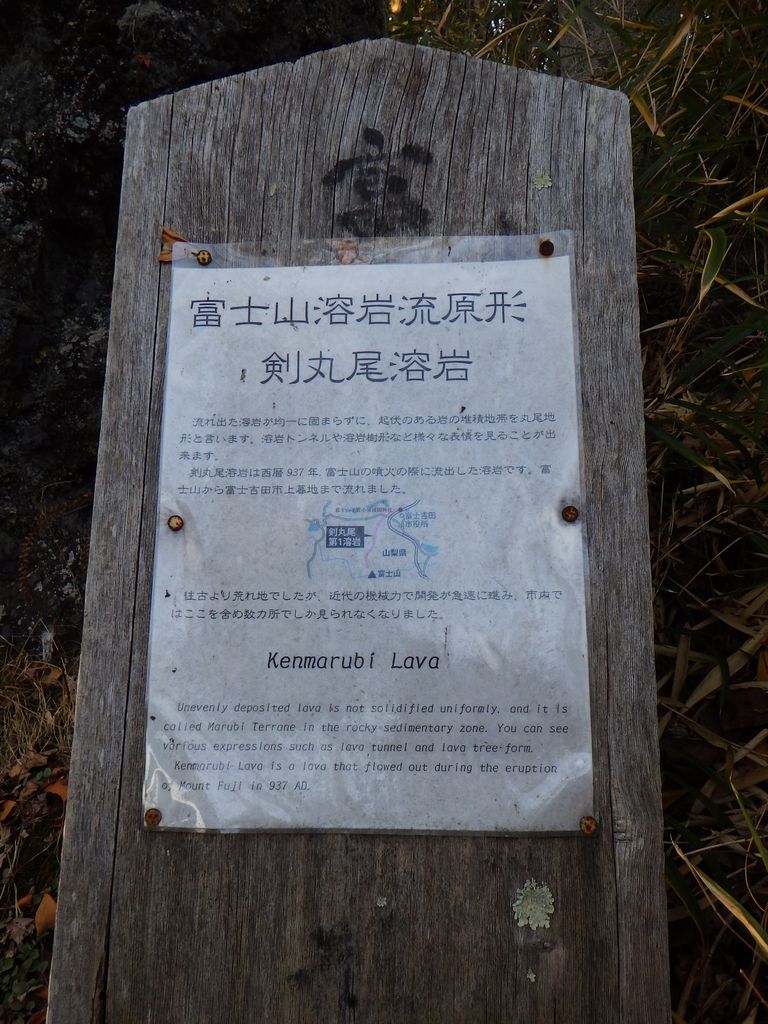 富
富士山溶岩流原形
剣丸尾溶岩
流れ出た溶岩が均一に固まらずに、起伏のある岩の堆積地帯を丸尾地
形と言います。溶岩トンネルや溶岩樹形など様々な表情を見ることが出
来ます。
剣丸尾溶岩は西暦 937 年、富士山の噴火の際に流出した溶岩です。富
士山から富士吉田市上暮地まで流れました。
富士吉田
市役所
剣丸尾
第1溶岩
山梨県
▲富士山
往古より荒れ地でしたが、近代の機械力で開発が急速に進み、市内で
はここを含め数カ所でしか見られなくなりました。
Kenmarubi Lava
Unevenly deposited lava is not solidified uniformly, and it is
called Marubi Terrane in the rocky sedimentary zone. You can see
various expressions such as lava tunnel and lava tree-form.
Kenmarubi Lava is a lava that flowed out during the eruption
of Mount Fuji in 937 AD.